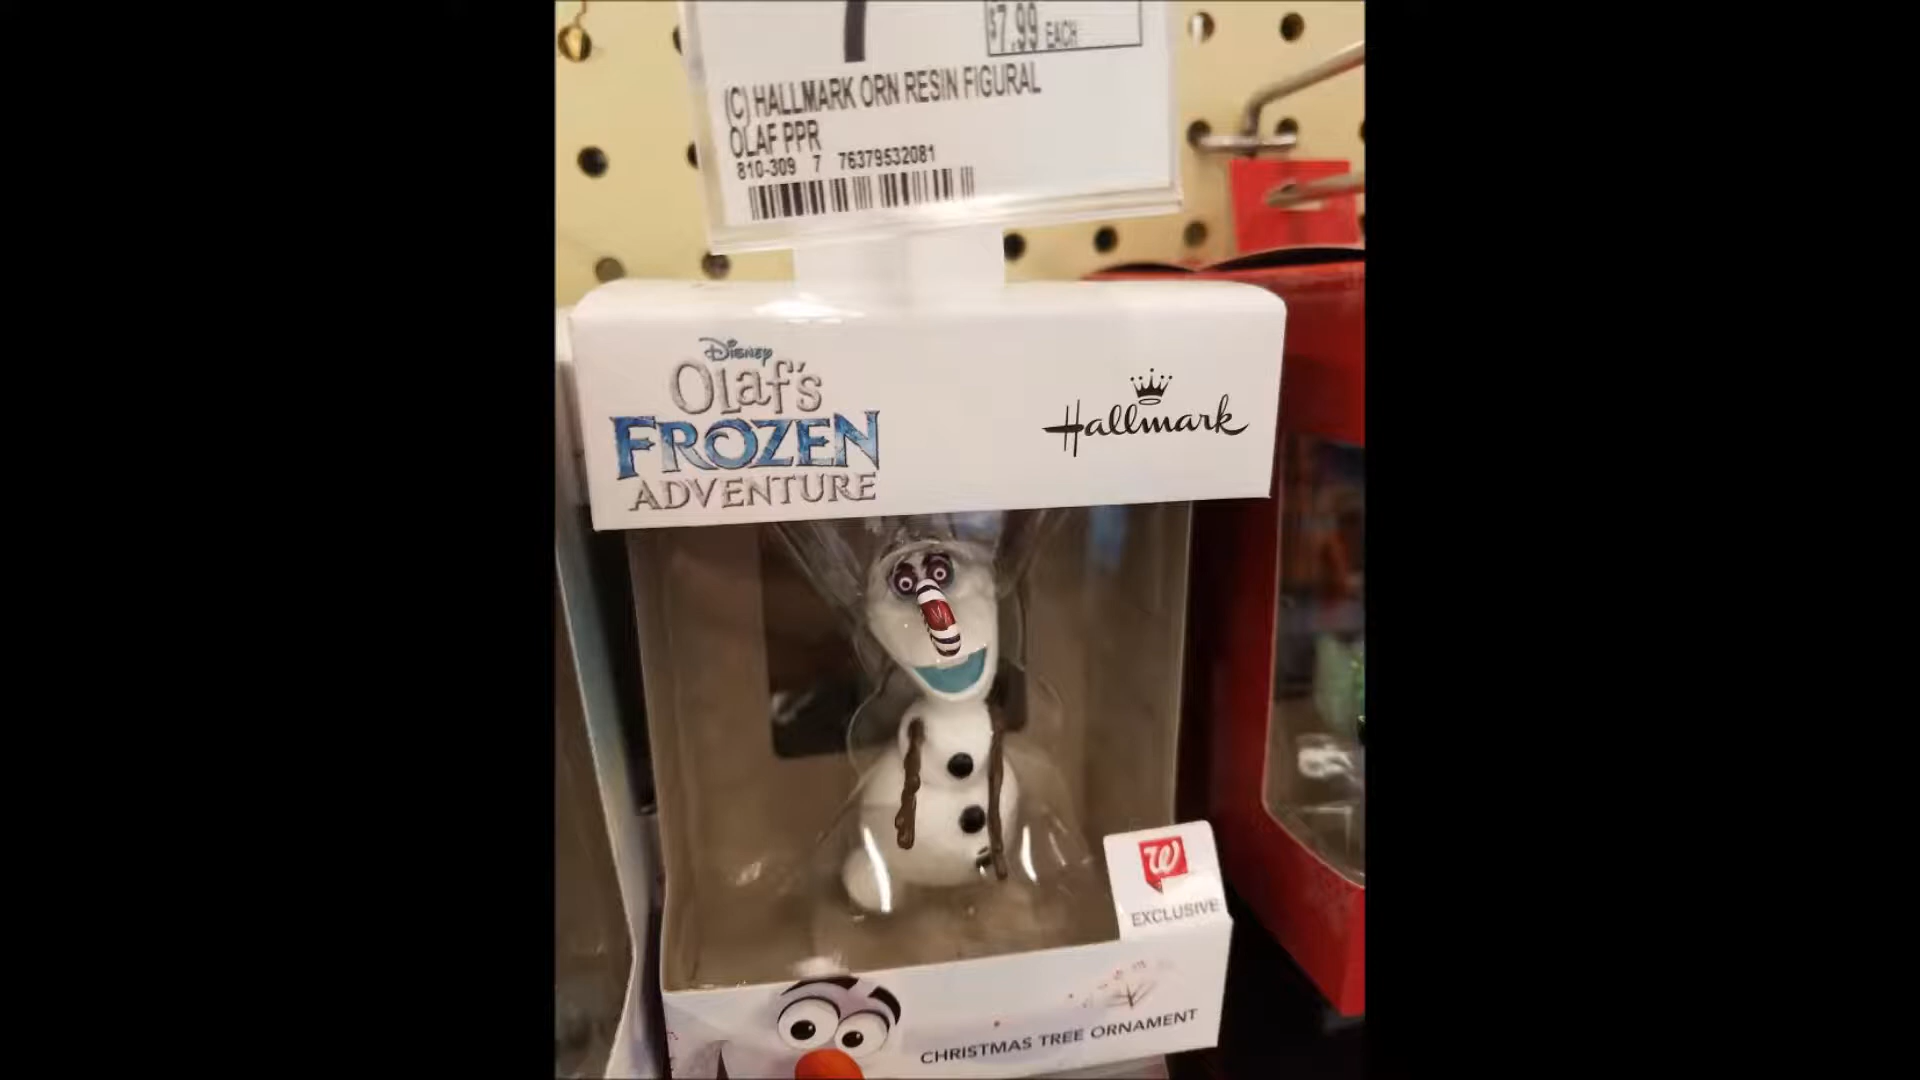 $7.99 EACH
(C) HALLMARK ORN RESIN FIGURAL
OLAF PPR
810-309 7 76379532081
Disney
Olaf's
FROZEN
ADVENTURE
Hallmark
W
EXCLUSIVE
CHRISTMAS TREE ORNAMENT